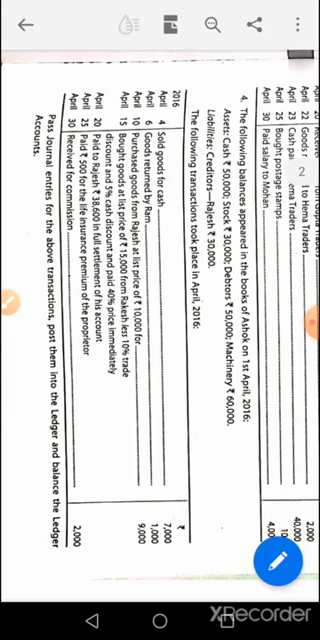 April 20 Receive
April 22 Goods r 2 l to Hema Traders 2,000
April 23 Cash pai ema Traders 40,000
April 25 Bought postage stamps 10
April 30 Paid salary to Mohan 4,00
4. The following balances appeared in the books of Ashok on 1st April, 2016:
Assets: Cash ₹ 50,000; Stock ₹ 30,000; Debtors ₹ 50,000; Machinery ₹ 60,000.
Liabilities: Creditors—Rajesh ₹ 30,000.
The following transactions took place in April, 2016:
2016 ₹
April 4 Sold goods for cash 7,000
April 6 Goods returned by Ram 1,000
April 10 Purchased goods from Rajesh at list price of ₹ 10,000 for 9,000
April 15 Bought goods at list price of ₹ 15,000 from Rakesh less 10% trade
discount and 5% cash discount and paid 40% price immediately
April 20 Paid to Rajesh ₹ 38,600 in full settlement of his account
April 25 Paid ₹ 500 for the life insurance premium of the proprietor
April 30 Received for commission 2,000
Pass Journal entries for the above transactions, post them into the Ledger and balance the Ledger
Accounts.
XRecorder